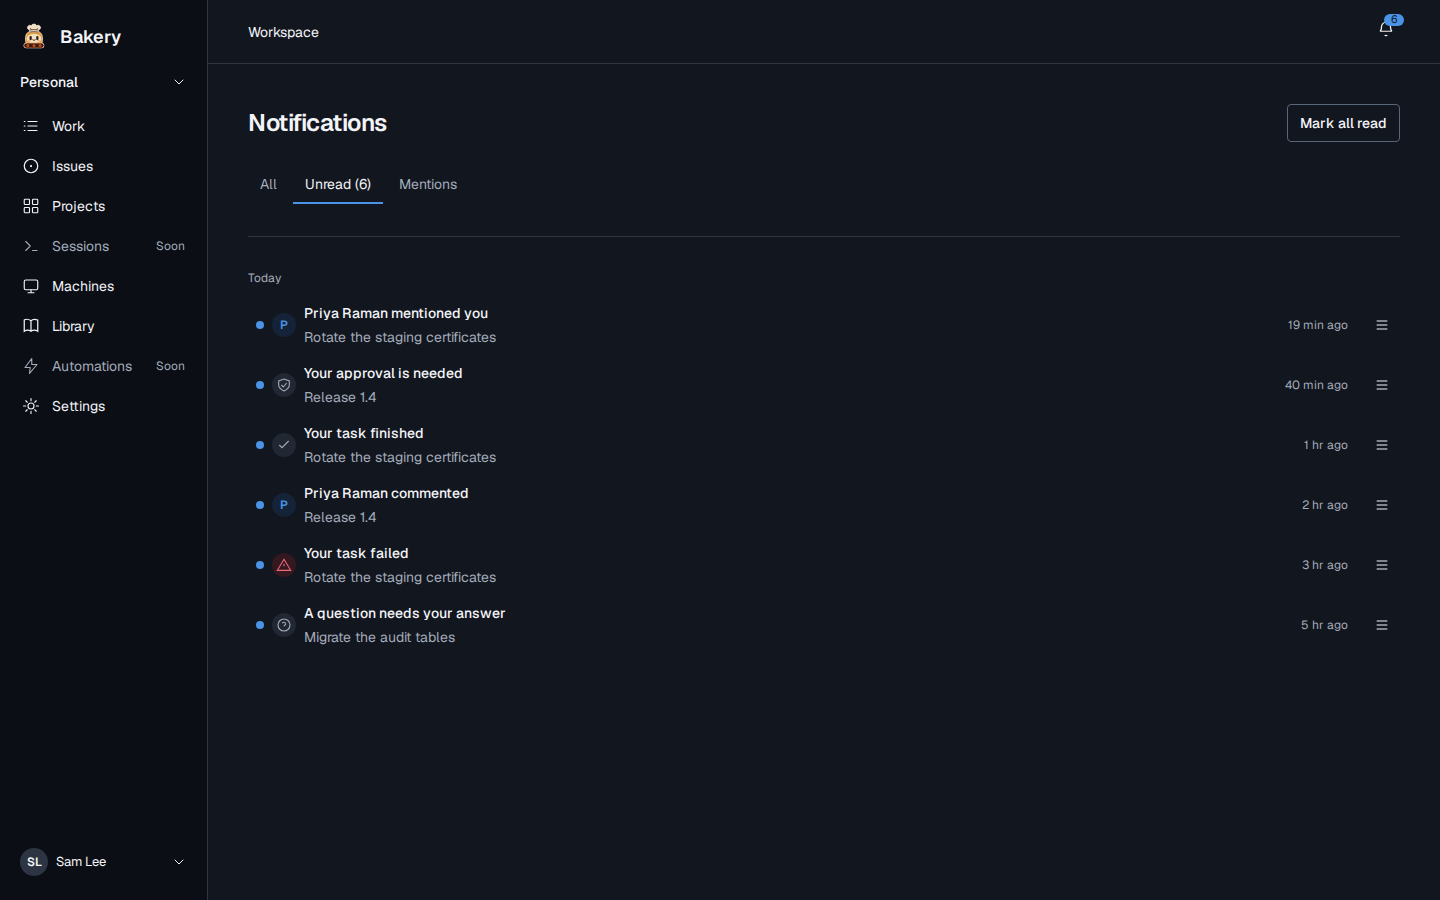 Bakery
Workspace
6
Personal
Work
Issues
Projects
Sessions Soon
Machines
Library
Automations Soon
Settings
SL Sam Lee
Notifications
Mark all read
All Unread (6) Mentions
Today
P Priya Raman mentioned you
Rotate the staging certificates
19 min ago
Your approval is needed
Release 1.4
40 min ago
Your task finished
Rotate the staging certificates
1 hr ago
P Priya Raman commented
Release 1.4
2 hr ago
Your task failed
Rotate the staging certificates
3 hr ago
A question needs your answer
Migrate the audit tables
5 hr ago